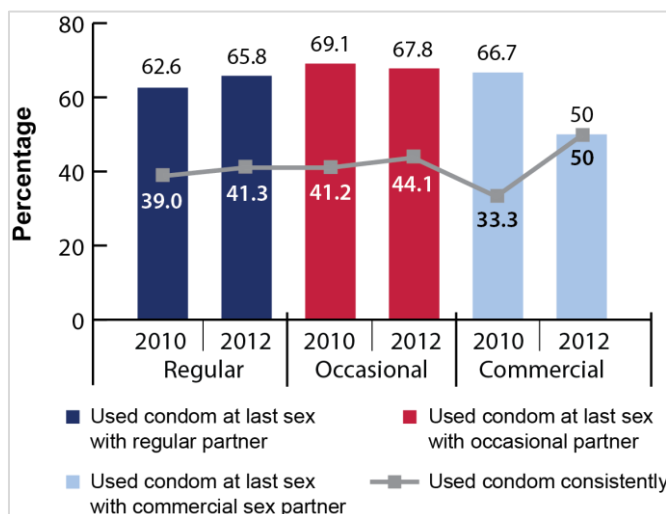 Percentage
80
60
40
20
0
62.6
65.8
69.1
67.8
66.7
50
39.0
41.3
41.2
44.1
33.3
50
2010
2012
2010
2012
2010
2012
Regular
Occasional
Commercial
Used condom at last sex
with regular partner
Used condom at last sex
with occasional partner
Used condom at last sex
with commercial sex partner
Used condom consistently